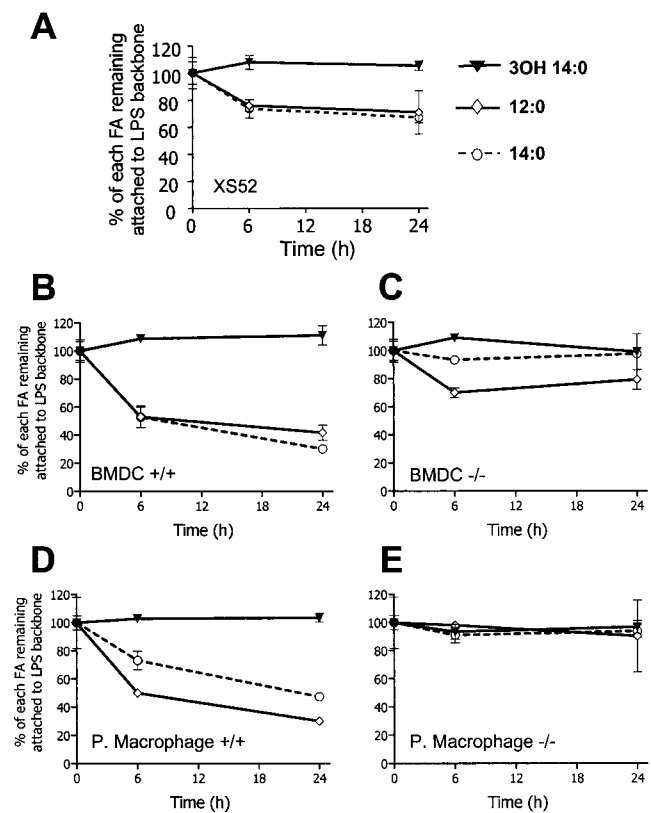 A
% of each FA remaining
attached to LPS backbone
120
100
80
60
40
20
0
XS52
0 6 12 18 24
Time (h)
3OH 14:0
12:0
14:0
B
% of each FA remaining
attached to LPS backbone
120
100
80
60
40
20
0
BMDC +/+
0 6 12 18 24
Time (h)
C
120
100
80
60
40
20
0
BMDC -/-
0 6 12 18 24
Time (h)
D
% of each FA remaining
attached to LPS backbone
120
100
80
60
40
20
0
P. Macrophage +/+
0 6 12 18 24
Time (h)
E
120
100
80
60
40
20
0
P. Macrophage -/-
0 6 12 18 24
Time (h)